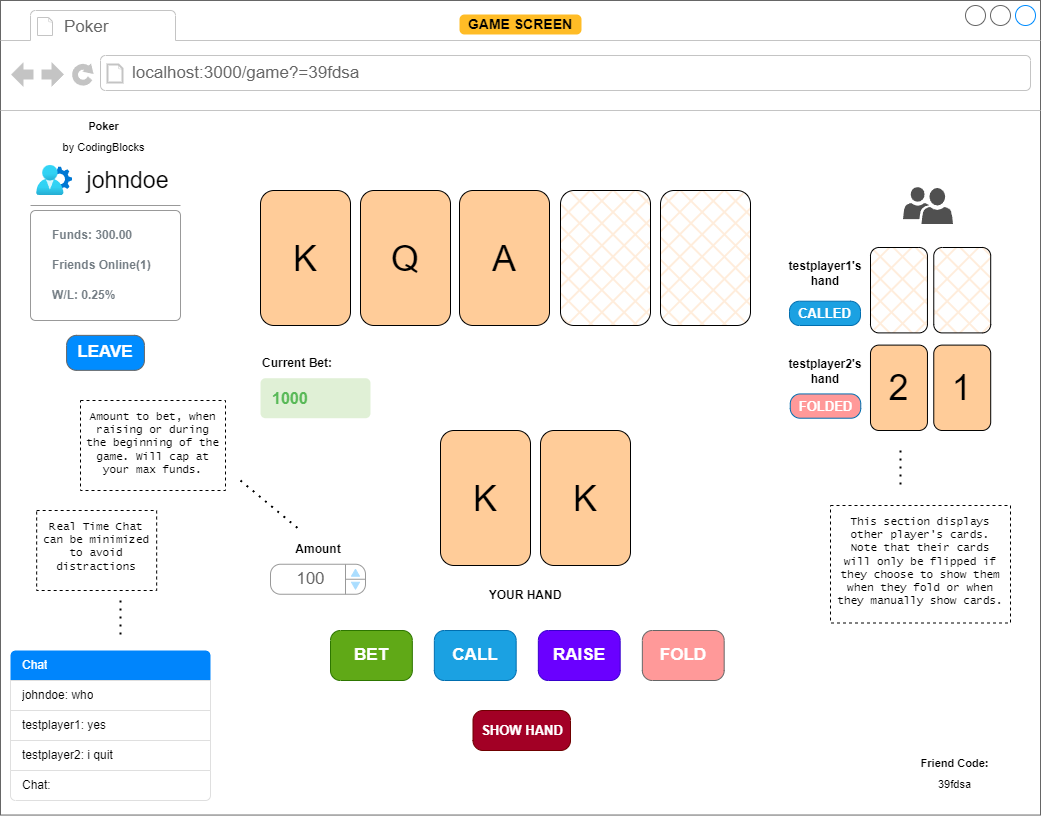 Poker
GAME SCREEN
localhost:3000/game?=39fdsa
Poker
by CodingBlocks
johndoe
Funds: 300.00
Friends Online(1)
W/L: 0.25%
LEAVE
K
Q
A
testplayer1's
hand
CALLED
testplayer2's
hand
FOLDED
2
1
Current Bet:
1000
Amount to bet, when
raising or during
the beginning of the
game. Will cap at
your max funds.
Real Time Chat
can be minimized
to avoid
distractions
K
K
YOUR HAND
Amount
100
This section displays
other player's cards.
Note that their cards
will only be flipped if
they choose to show them
when they fold or when
they manually show cards.
BET
CALL
RAISE
FOLD
SHOW HAND
Chat
johndoe: who
testplayer1: yes
testplayer2: i quit
Chat:
Friend Code:
39fdsa